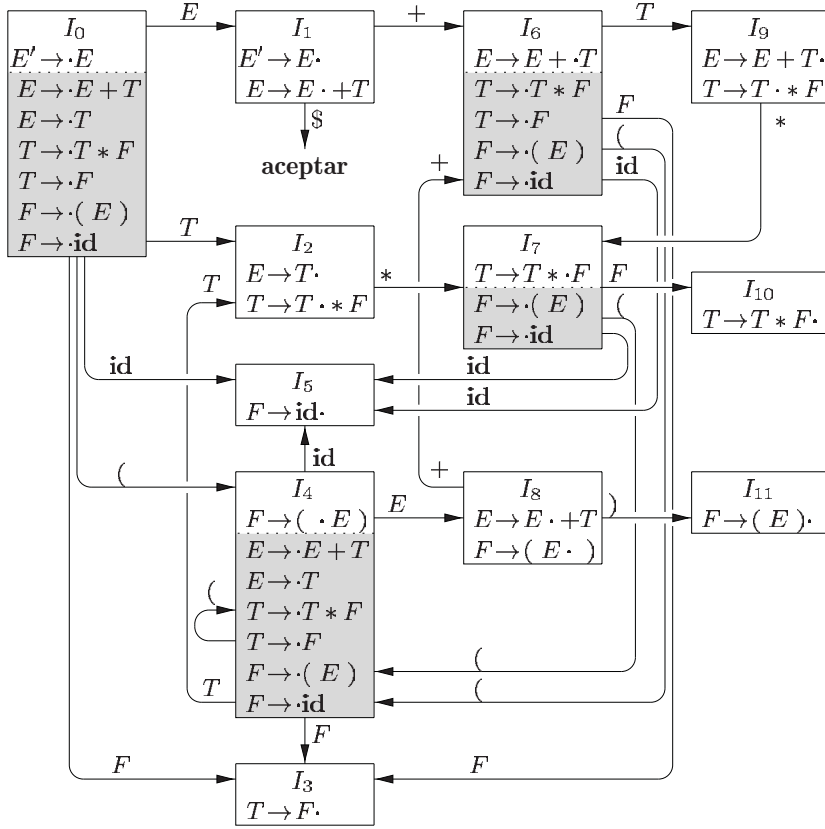 I0
E′ → ·E
E → ·E + T
E → ·T
T → ·T ∗ F
T → ·F
F → ·( E )
F → ·id
E
I1
E′ → E·
E → E · +T
$
aceptar
+
I6
E → E + ·T
T → ·T ∗ F
T → ·F
F → ·( E )
F → ·id
T
I9
E → E + T·
T → T · ∗ F
∗
F
(
id
+
T
I2
E → T·
T → T · ∗ F
T
∗
I7
T → T ∗ ·F
F → ·( E )
F → ·id
F
(
I10
T → T ∗ F·
id
I5
F → id·
id
id
id
(
I4
F → ( · E )
E → ·E + T
E → ·T
T → ·T ∗ F
T → ·F
F → ·( E )
F → ·id
E
+
I8
E → E · +T
F → ( E · )
)
I11
F → ( E )·
(
(
T
(
F
F
I3
T → F·
F